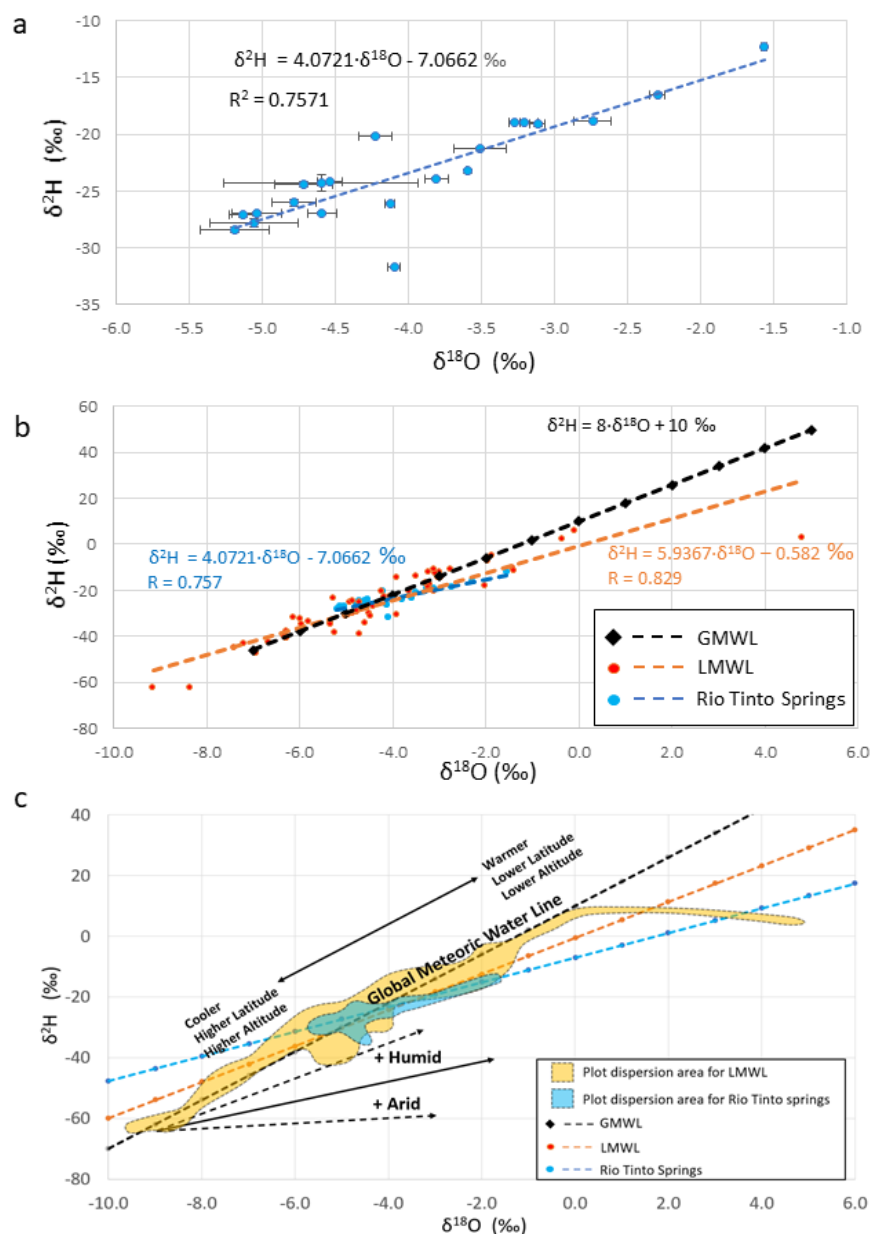 a
δ²H = 4.0721·δ¹⁸O - 7.0662 ‰
R² = 0.7571
-10
-15
-20
-25
-30
-35
δ²H (‰)
-6.0 -5.5 -5.0 -4.5 -4.0 -3.5 -3.0 -2.5 -2.0 -1.5 -1.0
δ¹⁸O (‰)
b
60
40
20
0
-20
-40
-60
-80
δ²H (‰)
δ²H = 8·δ¹⁸O + 10 ‰
δ²H = 4.0721·δ¹⁸O - 7.0662 ‰
R = 0.757
δ²H = 5.9367·δ¹⁸O – 0.582 ‰
R = 0.829
GMWL
LMWL
Rio Tinto Springs
-10.0 -8.0 -6.0 -4.0 -2.0 0.0 2.0 4.0 6.0
δ¹⁸O (‰)
c
40
20
0
-20
-40
-60
-80
δ²H (‰)
Warmer
Lower Latitude
Lower Altitude
Global Meteoric Water Line
Cooler
Higher Latitude
Higher Altitude
+ Humid
+ Arid
Plot dispersion area for LMWL
Plot dispersion area for Rio Tinto springs
GMWL
LMWL
Rio Tinto Springs
-10.0 -8.0 -6.0 -4.0 -2.0 0.0 2.0 4.0 6.0
δ¹⁸O (‰)